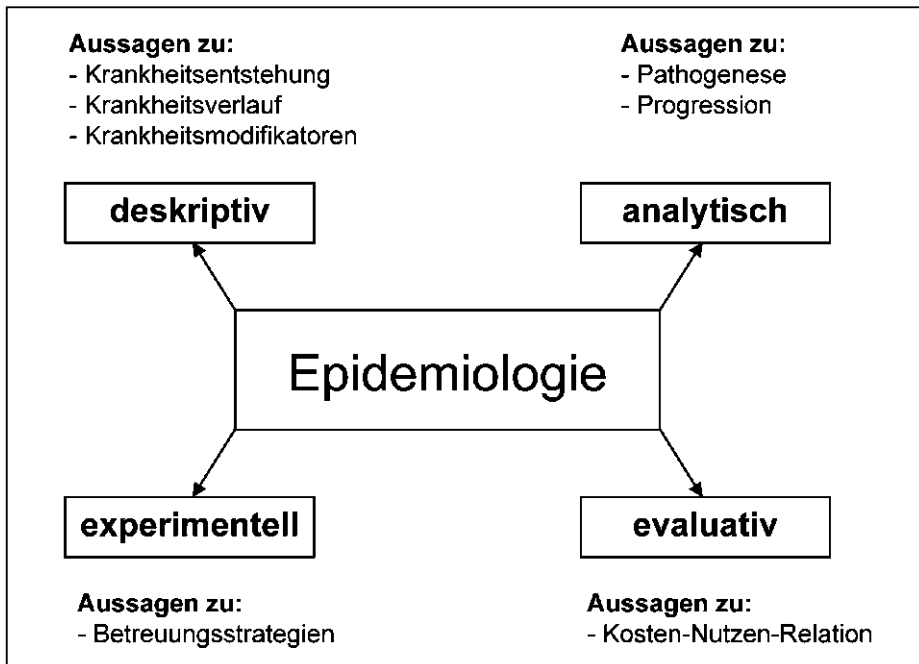 Aussagen zu:
- Krankheitsentstehung
- Krankheitsverlauf
- Krankheitsmodifikatoren
Aussagen zu:
- Pathogenese
- Progression
deskriptiv
analytisch
Epidemiologie
experimentell
evaluativ
Aussagen zu:
- Betreuungsstrategien
Aussagen zu:
- Kosten-Nutzen-Relation